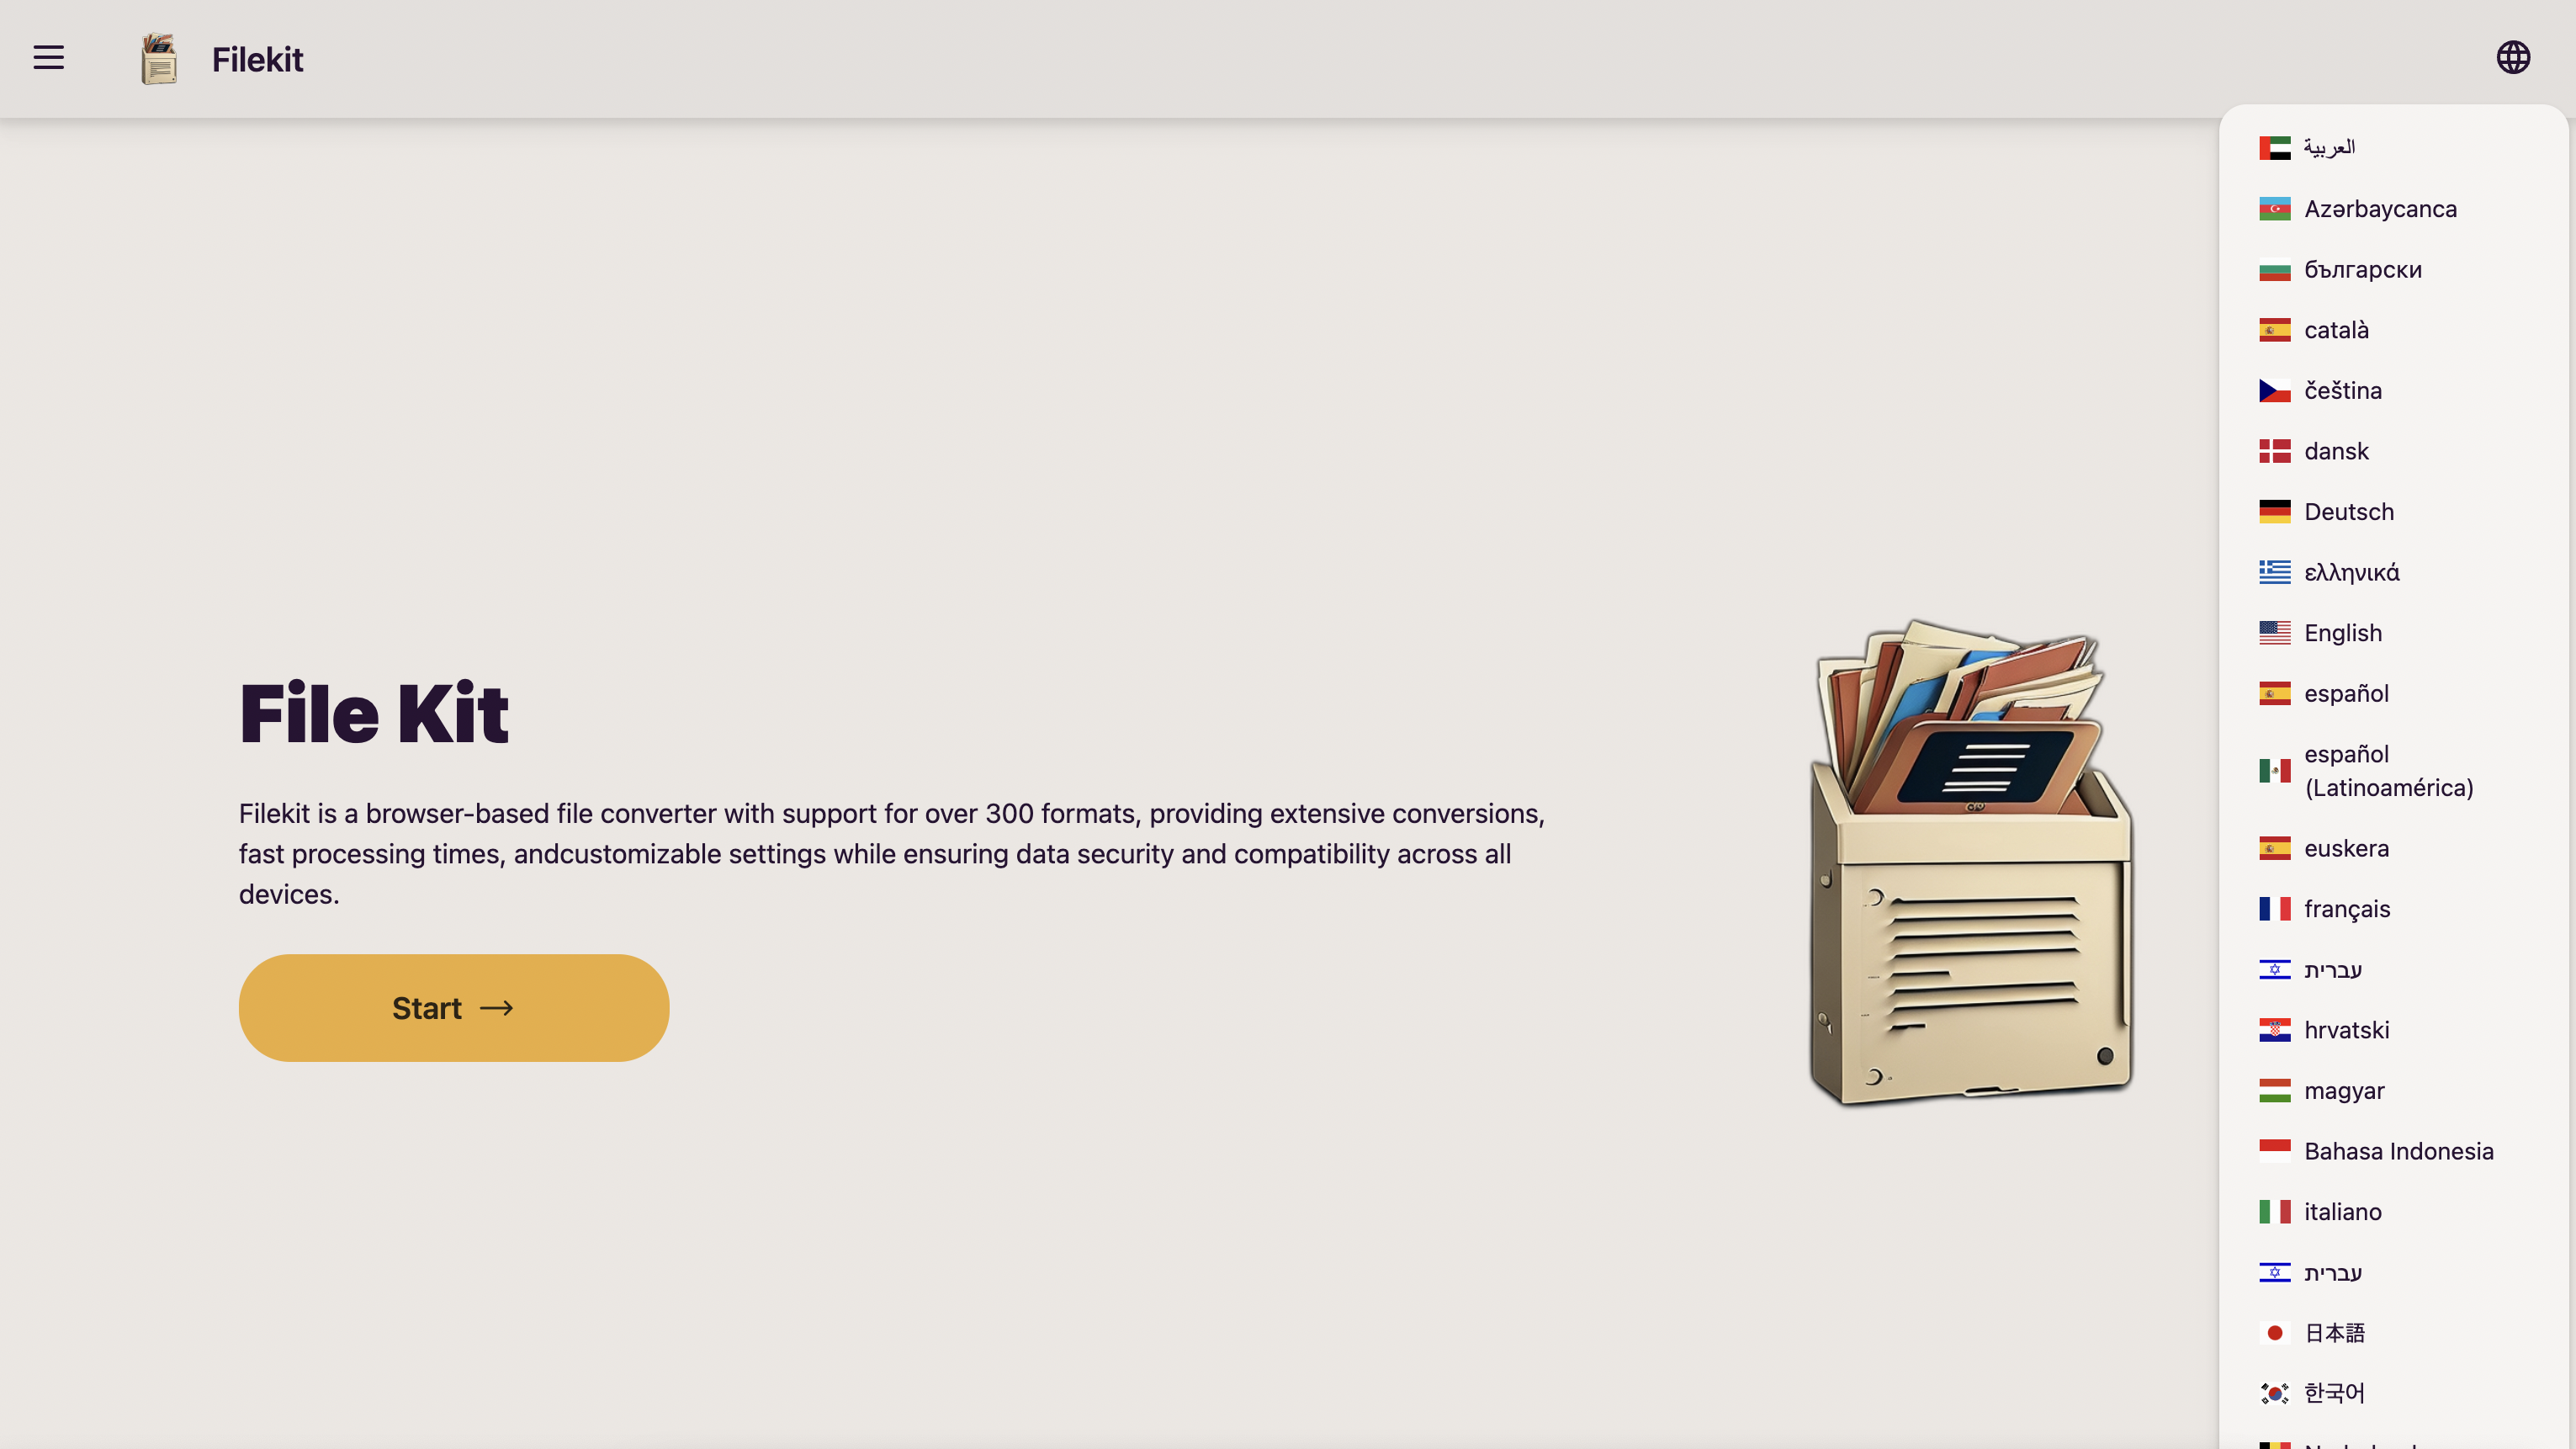 Filekit
File Kit
Filekit is a browser-based file converter with support for over 300 formats, providing extensive conversions,
fast processing times, andcustomizable settings while ensuring data security and compatibility across all
devices.
Start
العربية
Azərbaycanca
български
català
čeština
dansk
Deutsch
ελληνικά
English
español
español
(Latinoamérica)
euskera
français
עברית
hrvatski
magyar
Bahasa Indonesia
italiano
עברית
日本語
한국어